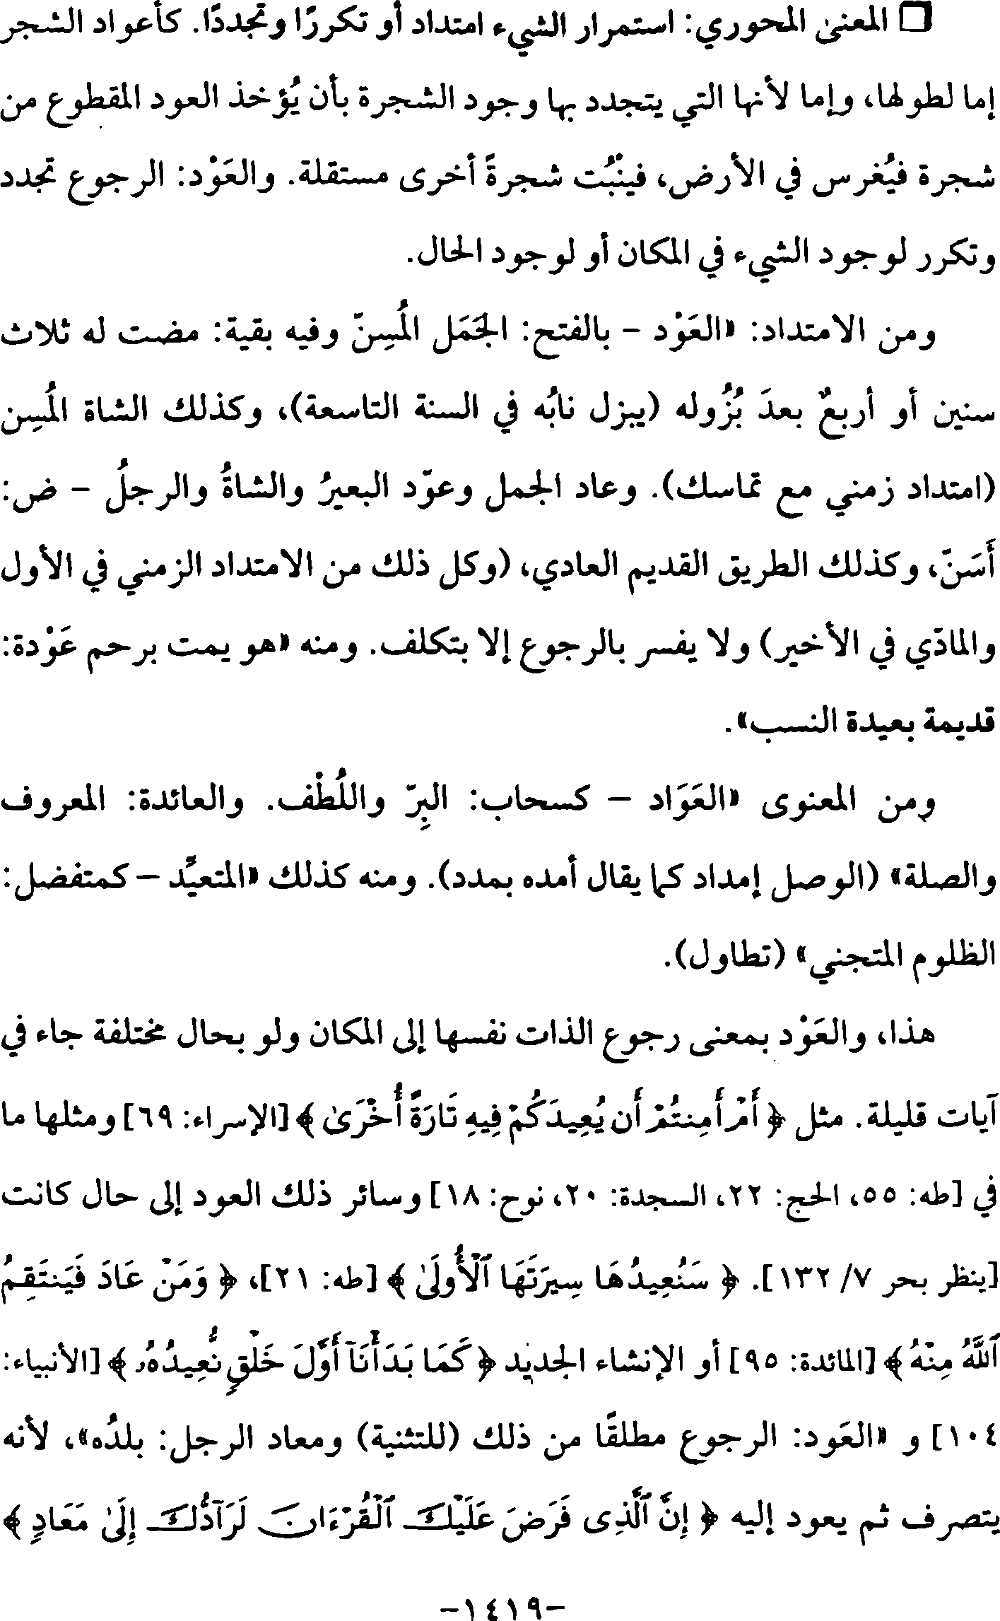 □ المعنىٰ المحوري: استمرار الشيء امتداد أو تكررًا وتجددًا. كأعواد الشجر
إما لطولها، وإما لأنها التي يتجدد بها وجود الشجرة بأن يُؤخذ العود المقطوع من
شجرة فيُغرس في الأرض، فينْبُت شجرةً أخرى مستقلة. والعَوْد: الرجوع تجدد
وتكرر لوجود الشيء في المكان أو لوجود الحال.
ومن الامتداد: «العَوْد – بالفتح: الجَمَل المُسِنّ وفيه بقية: مضت له ثلاث
سنين أو أربعٌ بعدَ بُزُوله (يبزل نابُه في السنة التاسعة)، وكذلك الشاة المُسِن
(امتداد زمني مع تماسك). وعاد الجمل وعوّد البعيرُ والشاةُ والرجلُ – ض:
أَسَنّ، وكذلك الطريق القديم العادي، (وكل ذلك من الامتداد الزمني في الأول
والمادّي في الأخير) ولا يفسر بالرجوع إلا بتكلف. ومنه «هو يمت برحم عَوْدة:
قديمة بعيدة النسب».
ومن المعنوى «العَوَاد – كسحاب: البِرّ واللُطْف. والعائدة: المعروف
والصلة» (الوصل إمداد كما يقال أمده بمدد). ومنه كذلك «المتعيِّد – كمتفضل:
الظلوم المتجني» (تطاول).
هذا، والعَوْد بمعنى رجوع الذات نفسها إلى المكان ولو بحال مختلفة جاء في
آيات قليلة. مثل ﴿ أَمْ أَمِنتُمْ أَن يُعِيدَكُمْ فِيهِ تَارَةً أُخْرَىٰ ﴾ [الإسراء: ٦٩] ومثلها ما
في [طه: ٥٥، الحج: ٢٢، السجدة: ٢٠، نوح: ١٨] وسائر ذلك العود إلى حال كانت
[ينظر بحر ٧/ ١٣٢]. ﴿ سَنُعِيدُهَا سِيرَتَهَا ٱلْأُولَىٰ ﴾ [طه: ٢١]، ﴿ وَمَنْ عَادَ فَيَنتَقِمُ
ٱللَّهُ مِنْهُ ﴾ [المائدة: ٩٥] أو الإنشاء الجديد ﴿ كَمَا بَدَأْنَآ أَوَّلَ خَلْقٍ نُّعِيدُهُۥ ﴾ [الأنبياء:
١٠٤] و «العَود: الرجوع مطلقًا من ذلك (للتثنية) ومعاد الرجل: بلدُه»، لأنه
يتصرف ثم يعود إليه ﴿ إِنَّ ٱلَّذِى فَرَضَ عَلَيْكَ ٱلْقُرْءَانَ لَرَآدُّكَ إِلَىٰ مَعَادٍ ﴾
-١٤١٩-